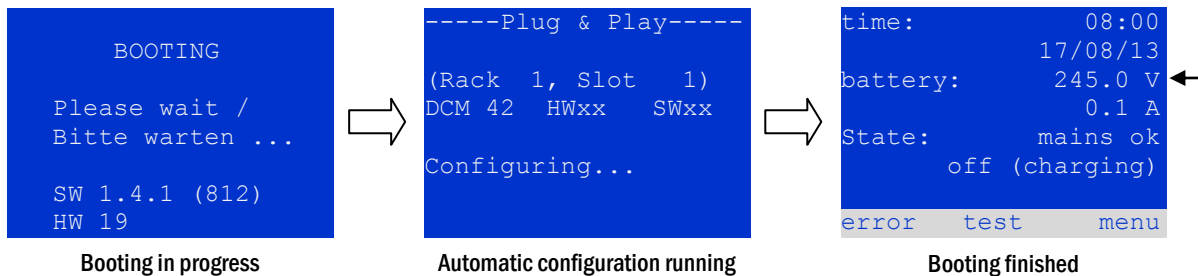 BOOTING
Please wait /
Bitte warten ...
SW 1.4.1 (812)
HW 19
Booting in progress
-----Plug & Play-----
(Rack 1, Slot 1)
DCM 42 HWxx SWxx
Configuring...
Automatic configuration running
time: 08:00
17/08/13
battery: 245.0 V
0.1 A
State: mains ok
off (charging)
error test menu
Booting finished